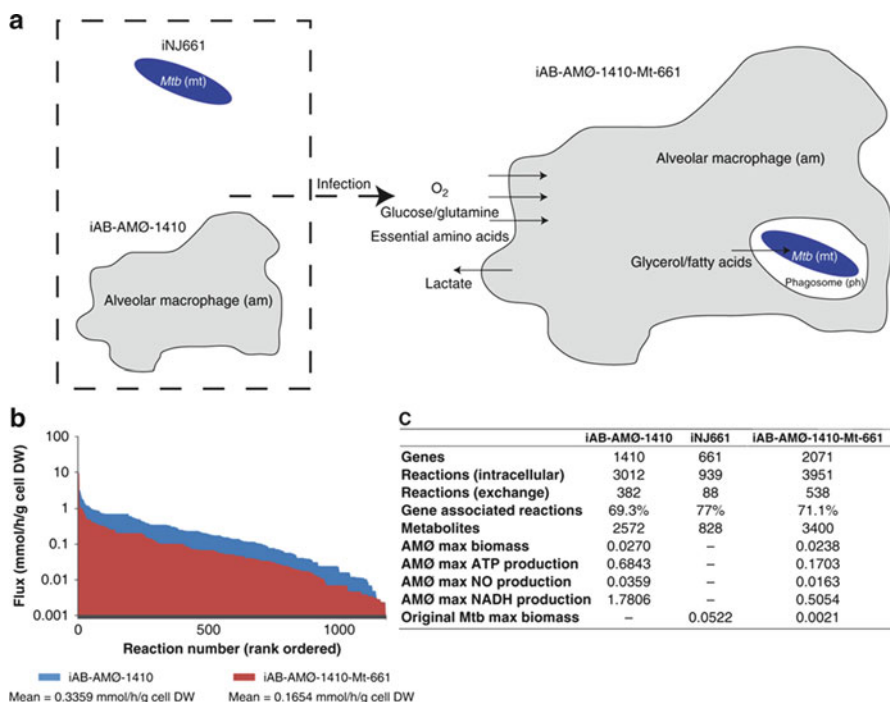 a
iNJ661
Mtb (mt)
iAB-AMØ-1410
Alveolar macrophage (am)
Infection
iAB-AMØ-1410-Mt-661
Alveolar macrophage (am)
O2
Glucose/glutamine
Essential amino acids
Lactate
Glycerol/fatty acids
Mtb (mt)
Phagosome (ph)
b
Flux (mmol/h/g cell DW)
100
10
1
0.1
0.01
0.001
0 500 1000
Reaction number (rank ordered)
iAB-AMØ-1410 iAB-AMØ-1410-Mt-661
Mean = 0.3359 mmol/h/g cell DW Mean = 0.1654 mmol/h/g cell DW
C
iAB-AMØ-1410 iNJ661 iAB-AMØ-1410-Mt-661
Genes 1410 661 2071
Reactions (intracellular) 3012 939 3951
Reactions (exchange) 382 88 538
Gene associated reactions 69.3% 77% 71.1%
Metabolites 2572 828 3400
AMØ max biomass 0.0270 – 0.0238
AMØ max ATP production 0.6843 – 0.1703
AMØ max NO production 0.0359 – 0.0163
AMØ max NADH production 1.7806 – 0.5054
Original Mtb max biomass – 0.0522 0.0021